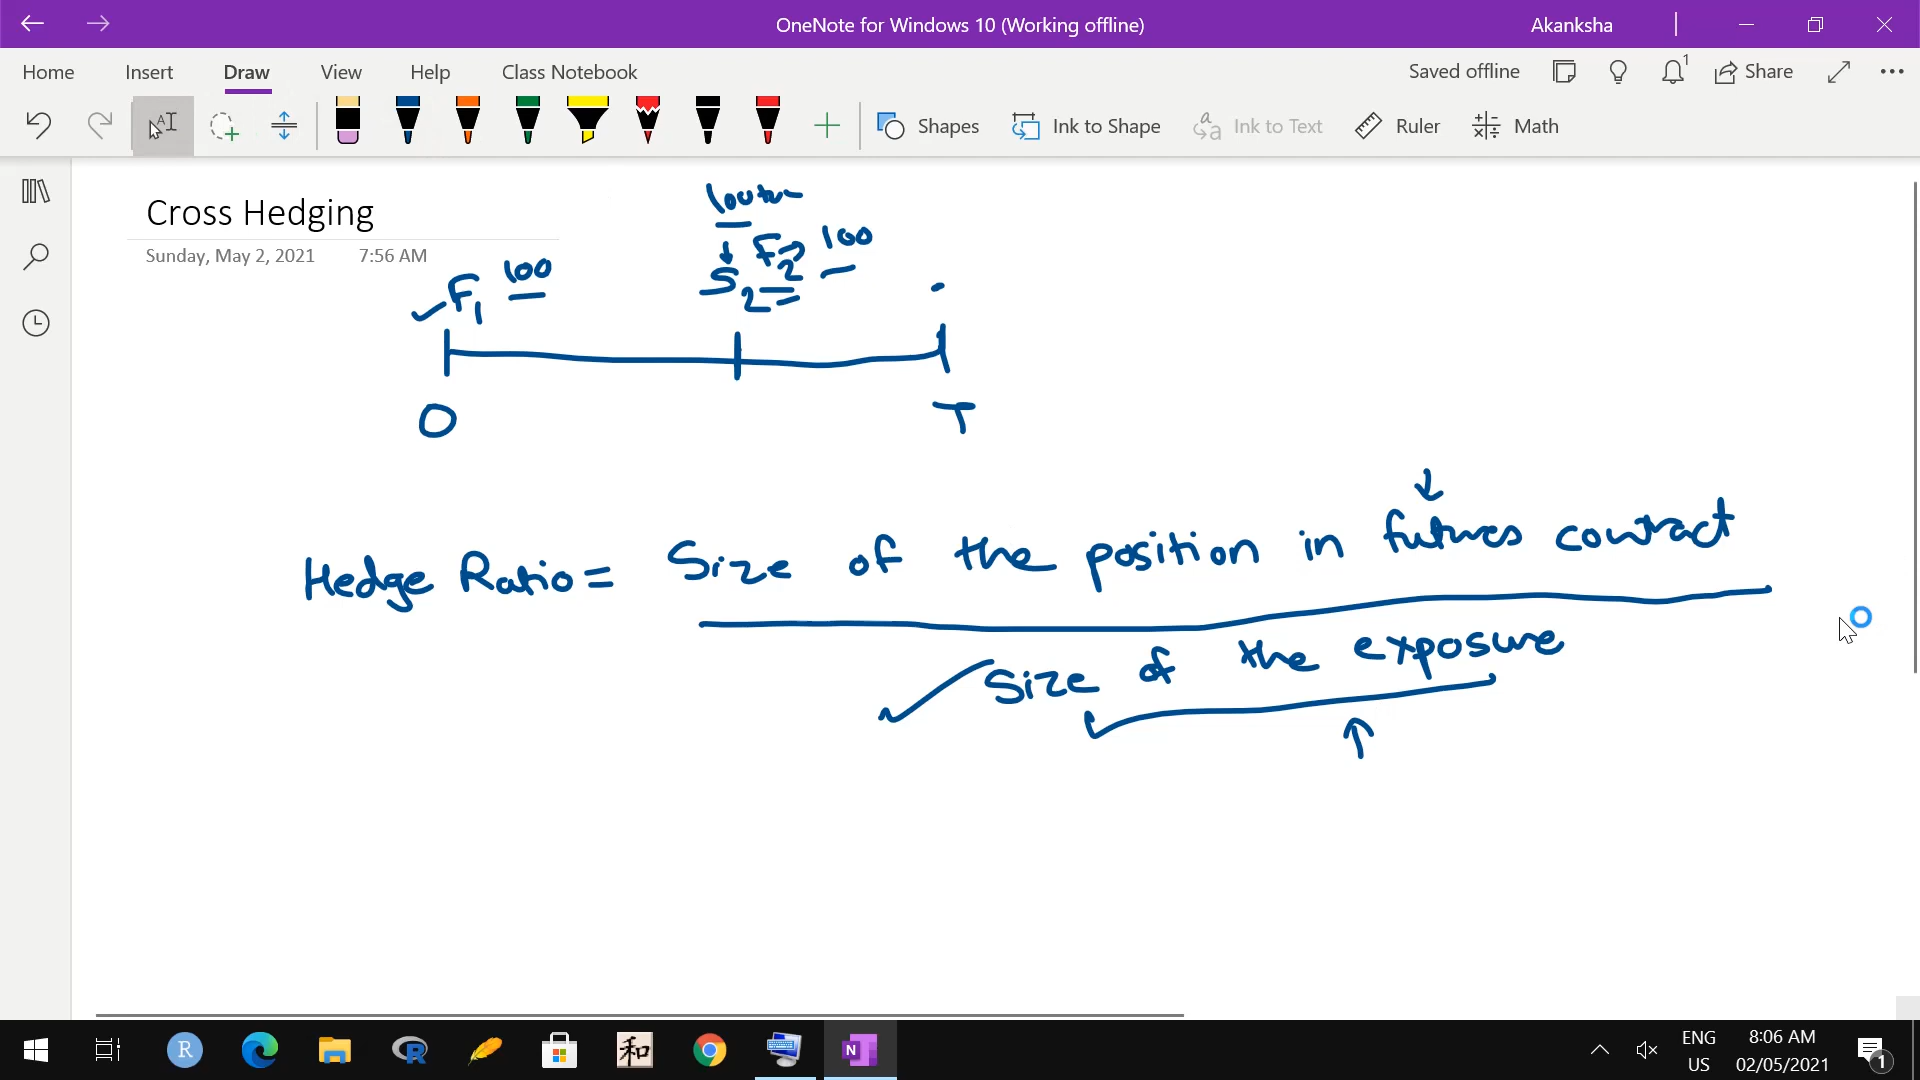 OneNote for Windows 10 (Working offline)
Akanksha
Home Insert Draw View Help Class Notebook
Saved offline 1 Share
Shapes Ink to Shape Ink to Text Ruler Math
Cross Hedging
Sunday, May 2, 2021 7:56 AM
F1 100
S2 F2 100
0 T
Hedge Ratio = Size of the position in futures contract
Size of the exposure
ENG
US
8:06 AM
02/05/2021
1